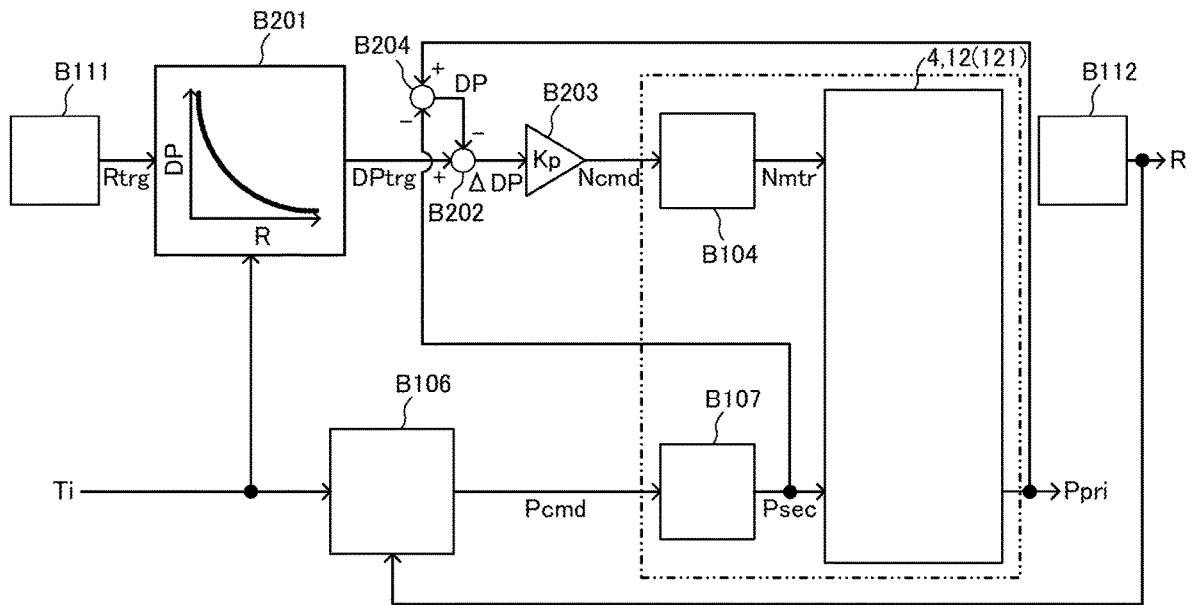 B201
B204
4,12(121)
B111
B112
+
DP
B203
−
−
DP
Kp
R
Rtrg
DPtrg
+
ΔDP
Ncmd
Nmtr
R
B202
B104
B106
B107
Ti
Pcmd
Psec
Ppri